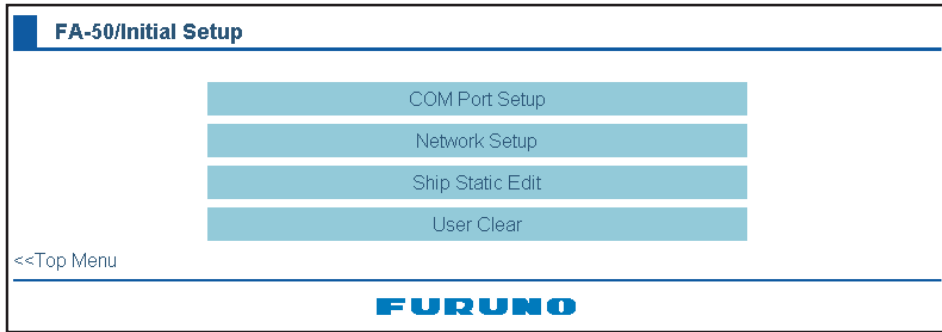 FA-50/Initial Setup
COM Port Setup
Network Setup
Ship Static Edit
User Clear
<<Top Menu
FURUNO